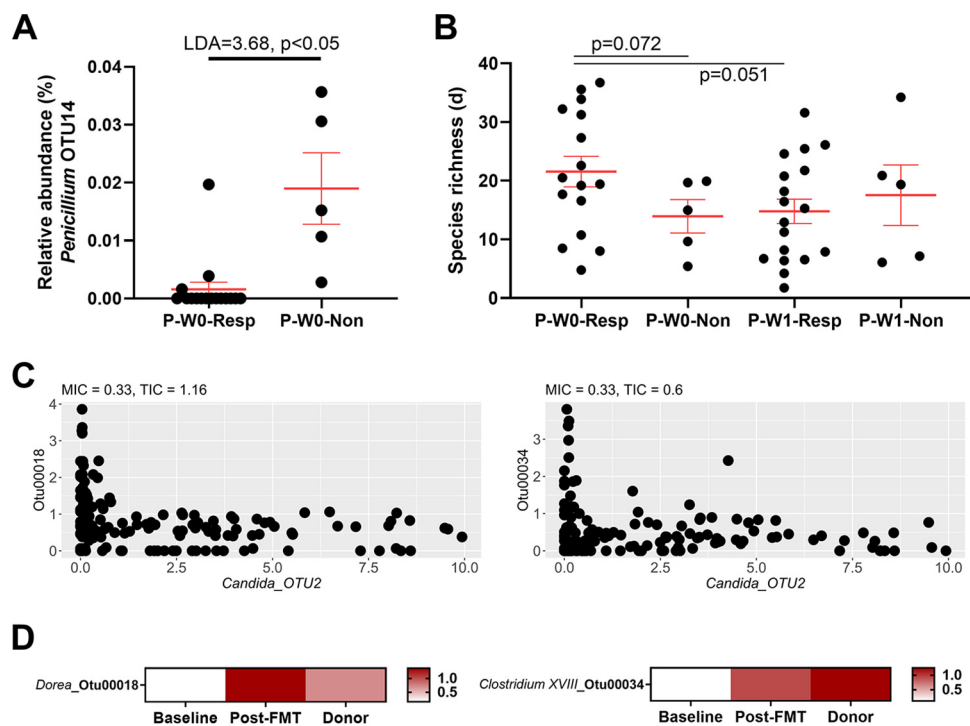 A
LDA=3.68, p<0.05
Relative abundance (%)
Penicillium OTU14
0.04
0.03
0.02
0.01
0.00
P-W0-Resp P-W0-Non
B
p=0.072
p=0.051
Species richness (d)
40
30
20
10
0
P-W0-Resp P-W0-Non P-W1-Resp P-W1-Non
C
MIC = 0.33, TIC = 1.16
Otu00018
4
3
2
1
0
0.0 2.5 5.0 7.5 10.0
Candida_OTU2
MIC = 0.33, TIC = 0.6
Otu00034
3
2
1
0
0.0 2.5 5.0 7.5 10.0
Candida_OTU2
D
Dorea_Otu00018
Baseline Post-FMT Donor
1.0
0.5
Clostridium XVIII_Otu00034
Baseline Post-FMT Donor
1.0
0.5